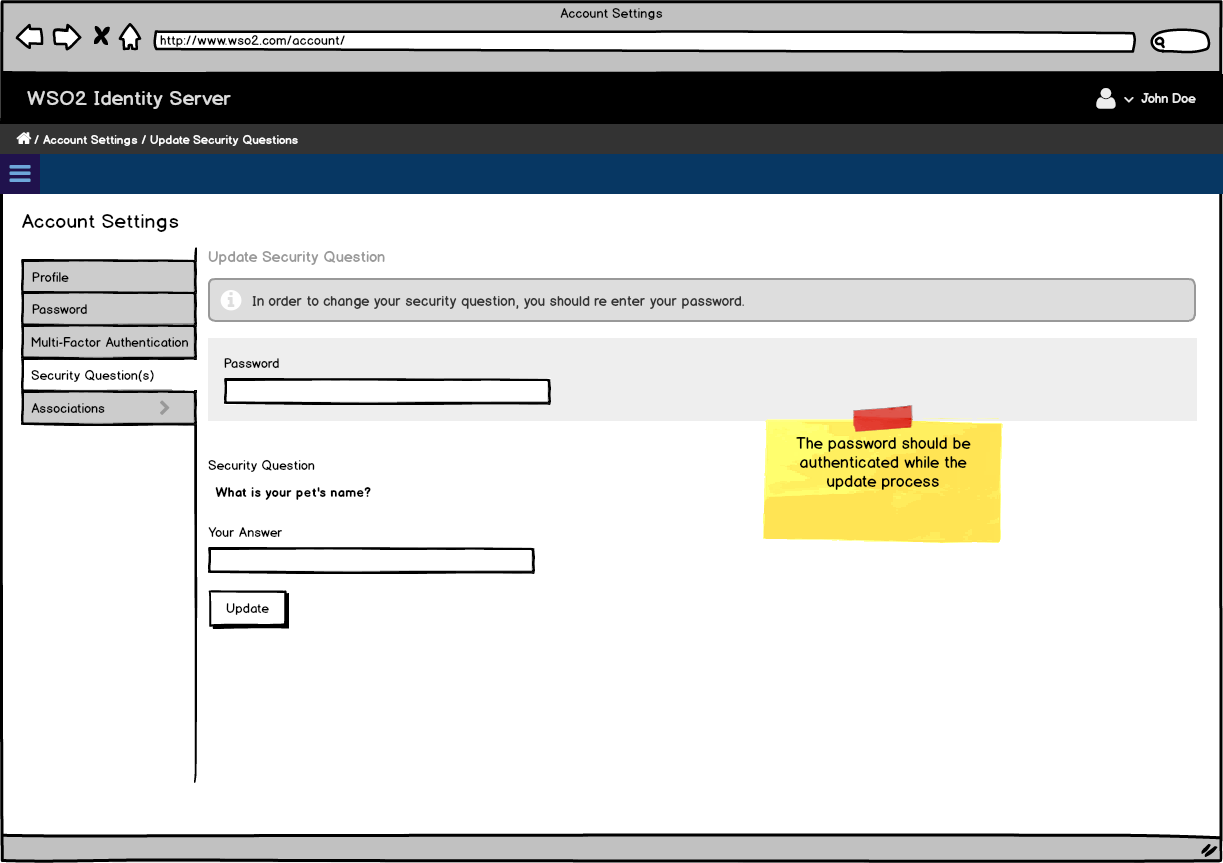 Account Settings
http://www.wso2.com/account/
WSO2 Identity Server
John Doe
/ Account Settings / Update Security Questions
Account Settings
Profile
Password
Multi-Factor Authentication
Security Question(s)
Associations
Update Security Question
In order to change your security question, you should re enter your password.
Password
The password should be
authenticated while the
update process
Security Question
What is your pet's name?
Your Answer
Update